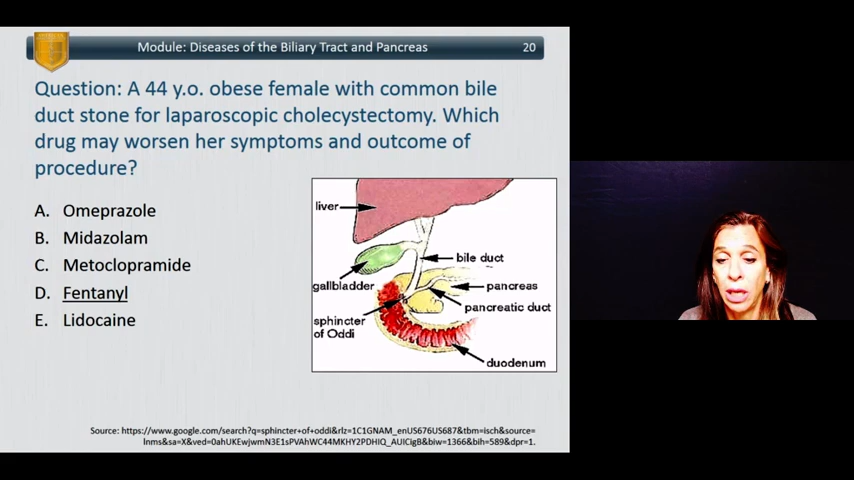 Module: Diseases of the Biliary Tract and Pancreas 20
Question: A 44 y.o. obese female with common bile
duct stone for laparoscopic cholecystectomy. Which
drug may worsen her symptoms and outcome of
procedure?
A. Omeprazole
B. Midazolam
C. Metoclopramide
D. Fentanyl
E. Lidocaine
liver
bile duct
gallbladder
pancreas
pancreatic duct
sphincter
of Oddi
duodenum
Source: https://www.google.com/search?q=sphincter+of+oddi&rlz=1C1GNAM_enUS676US687&tbm=isch&source=
lnms&sa=X&ved=0ahUKEwjwmN3E1sPVAhWC44MKHY2PDHIQ_AUICigB&biw=1366&bih=589&dpr=1.